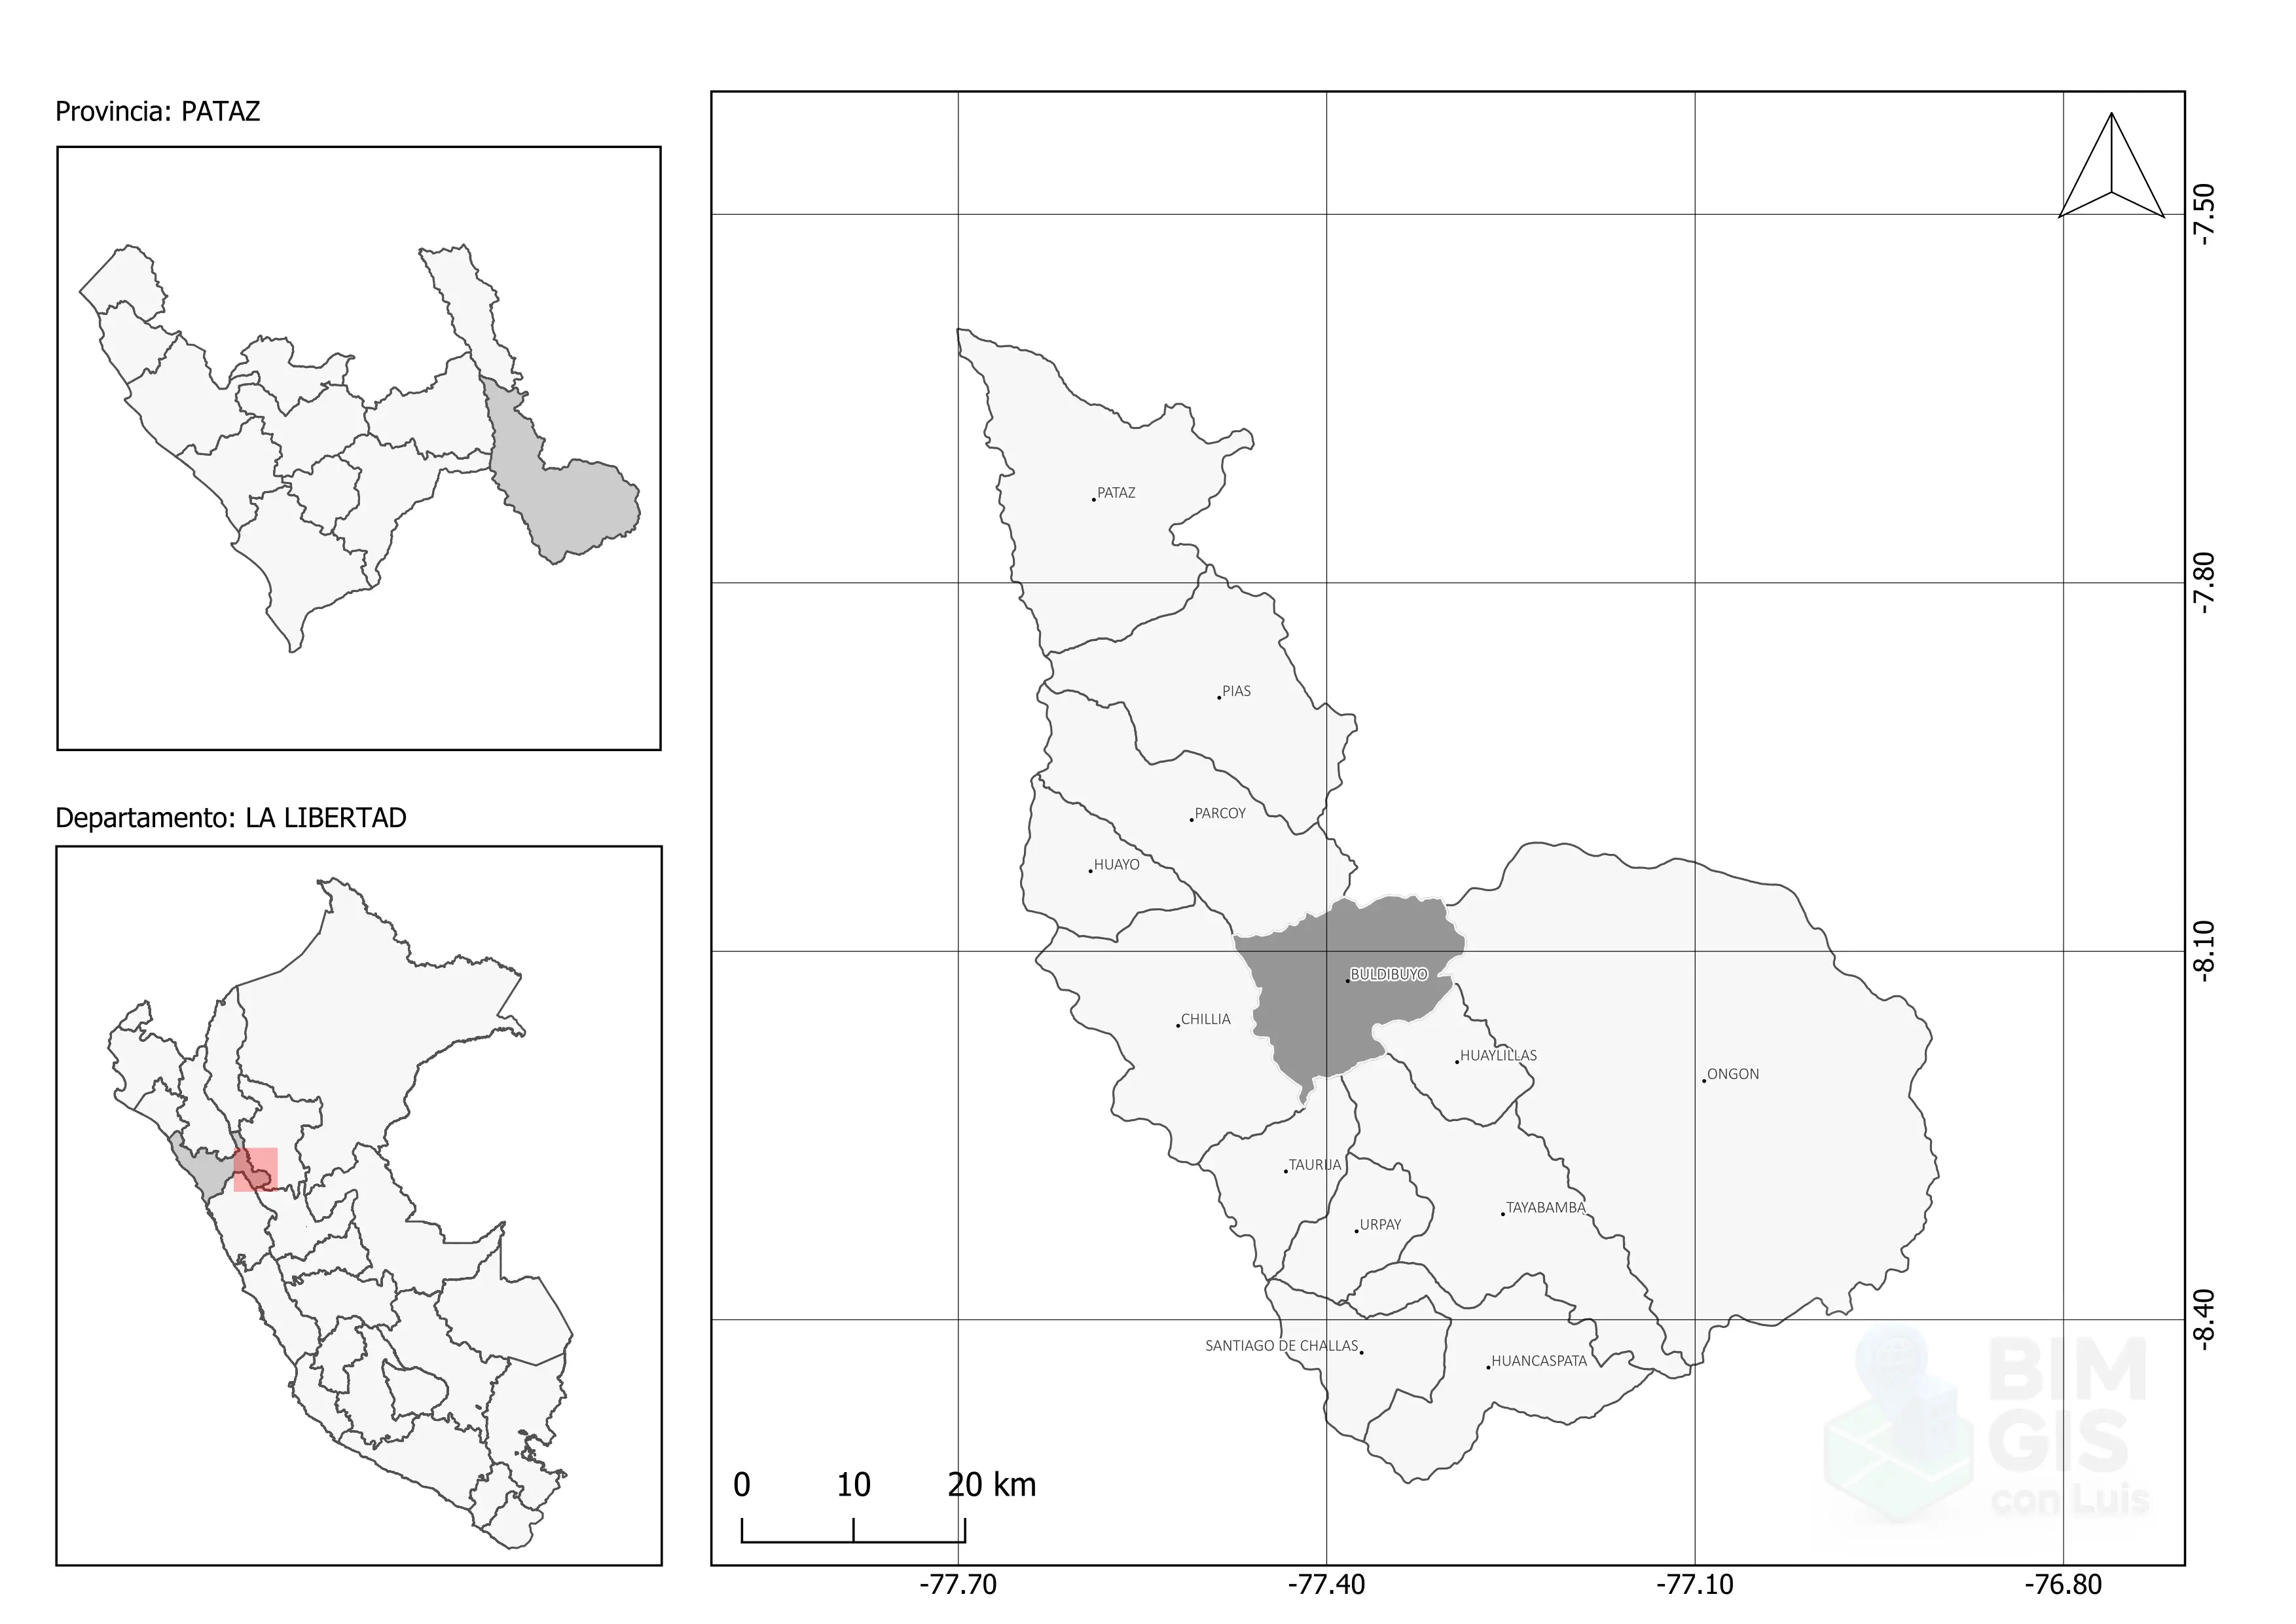 Provincia: PATAZ
Departamento: LA LIBERTAD
-7.50
-7.80
-8.10
-8.40
PATAZ
PIAS
PARCOY
HUAYO
BULDIBUYO
CHILLIA
HUAYLILLAS
ONGON
TAURIJA
TAYABAMBA
URPAY
SANTIAGO DE CHALLAS
HUANCASPATA
BIM
GIS
con Luis
0 10 20 km
-77.70 -77.40 -77.10 -76.80